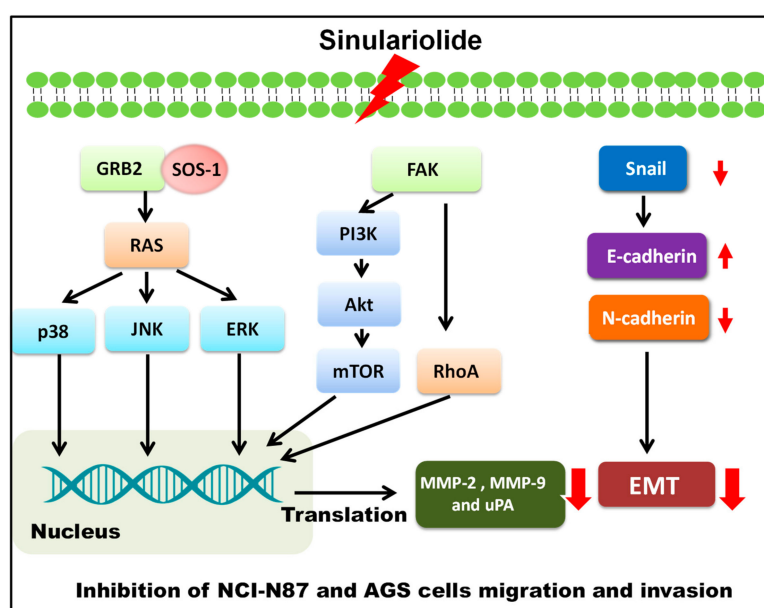 Sinulariolide
GRB2
SOS-1
FAK
Snail
RAS
PI3K
E-cadherin
p38
JNK
ERK
Akt
N-cadherin
mTOR
RhoA
MMP-2 , MMP-9
and uPA
EMT
Nucleus
Translation
Inhibition of NCI-N87 and AGS cells migration and invasion